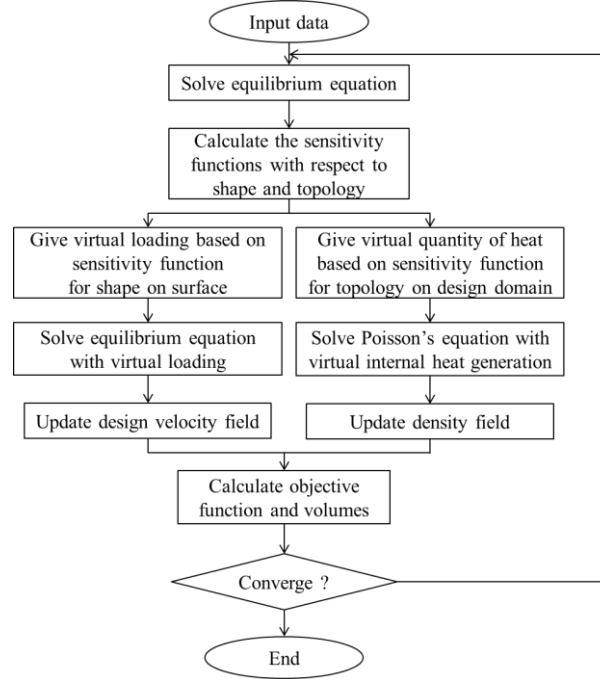 Input data
Solve equilibrium equation
Calculate the sensitivity
functions with respect to
shape and topology
Give virtual loading based on
sensitivity function
for shape on surface
Give virtual quantity of heat
based on sensitivity function
for topology on design domain
Solve equilibrium equation
with virtual loading
Solve Poisson's equation with
virtual internal heat generation
Update design velocity field
Update density field
Calculate objective
function and volumes
Converge ?
End